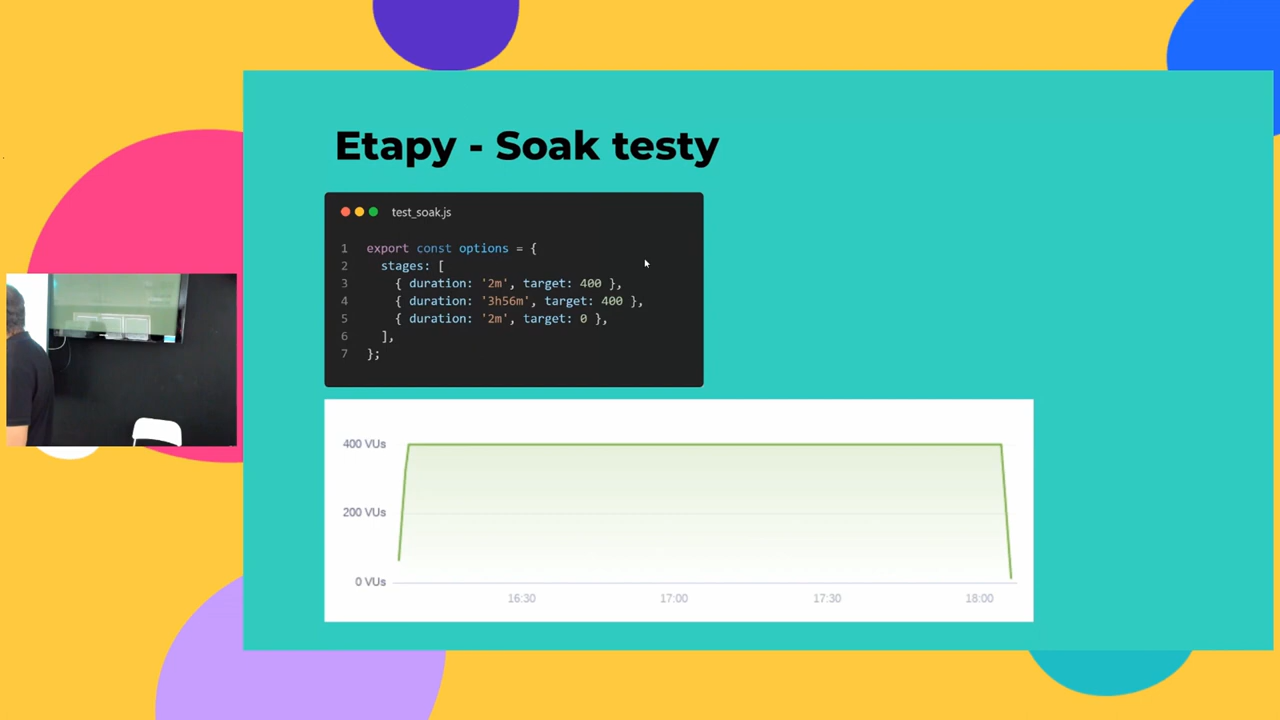 Etapy - Soak testy
test_soak.js
1 export const options = {
2 stages: [
3 { duration: '2m', target: 400 },
4 { duration: '3h56m', target: 400 },
5 { duration: '2m', target: 0 },
6 ],
7 };
400 VUs
200 VUs
0 VUs
16:30 17:00 17:30 18:00